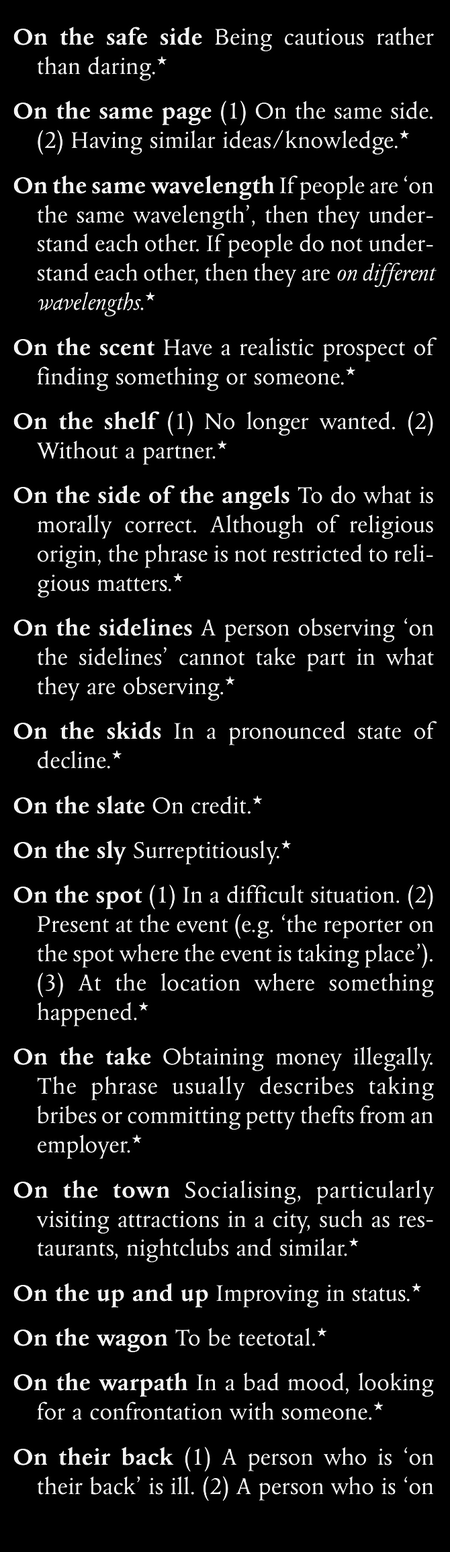 On the safe side Being cautious rather
than daring.★
On the same page (1) On the same side.
(2) Having similar ideas/knowledge.★
On the same wavelength If people are ‘on
the same wavelength’, then they under-
stand each other. If people do not under-
stand each other, then they are on different
wavelengths.★
On the scent Have a realistic prospect of
finding something or someone.★
On the shelf (1) No longer wanted. (2)
Without a partner.★
On the side of the angels To do what is
morally correct. Although of religious
origin, the phrase is not restricted to reli-
gious matters.★
On the sidelines A person observing ‘on
the sidelines’ cannot take part in what
they are observing.★
On the skids In a pronounced state of
decline.★
On the slate On credit.★
On the sly Surreptitiously.★
On the spot (1) In a difficult situation. (2)
Present at the event (e.g. ‘the reporter on
the spot where the event is taking place’).
(3) At the location where something
happened.★
On the take Obtaining money illegally.
The phrase usually describes taking
bribes or committing petty thefts from an
employer.★
On the town Socialising, particularly
visiting attractions in a city, such as res-
taurants, nightclubs and similar.★
On the up and up Improving in status.★
On the wagon To be teetotal.★
On the warpath In a bad mood, looking
for a confrontation with someone.★
On their back (1) A person who is ‘on
their back’ is ill. (2) A person who is ‘on